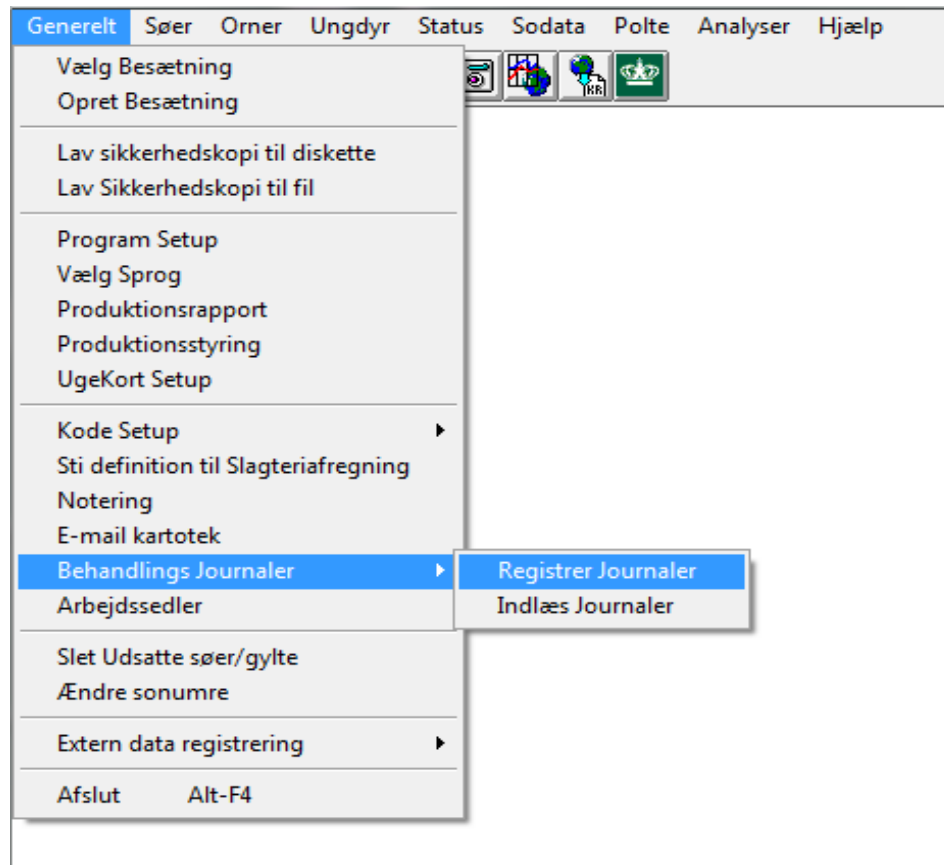 Generelt Søer Orner Ungdyr Status Sodata Polte Analyser Hjælp
Vælg Besætning
Opret Besætning
Lav sikkerhedskopi til diskette
Lav Sikkerhedskopi til fil
Program Setup
Vælg Sprog
Produktionsrapport
Produktionsstyring
UgeKort Setup
Kode Setup
Sti definition til Slagteriafregning
Notering
E-mail kartotek
Behandlings Journaler
Registrer Journaler
Arbejdssedler
Indlæs Journaler
Slet Udsatte søer/gylte
Ændre sonumre
Extern data registrering
Afslut Alt-F4
KR